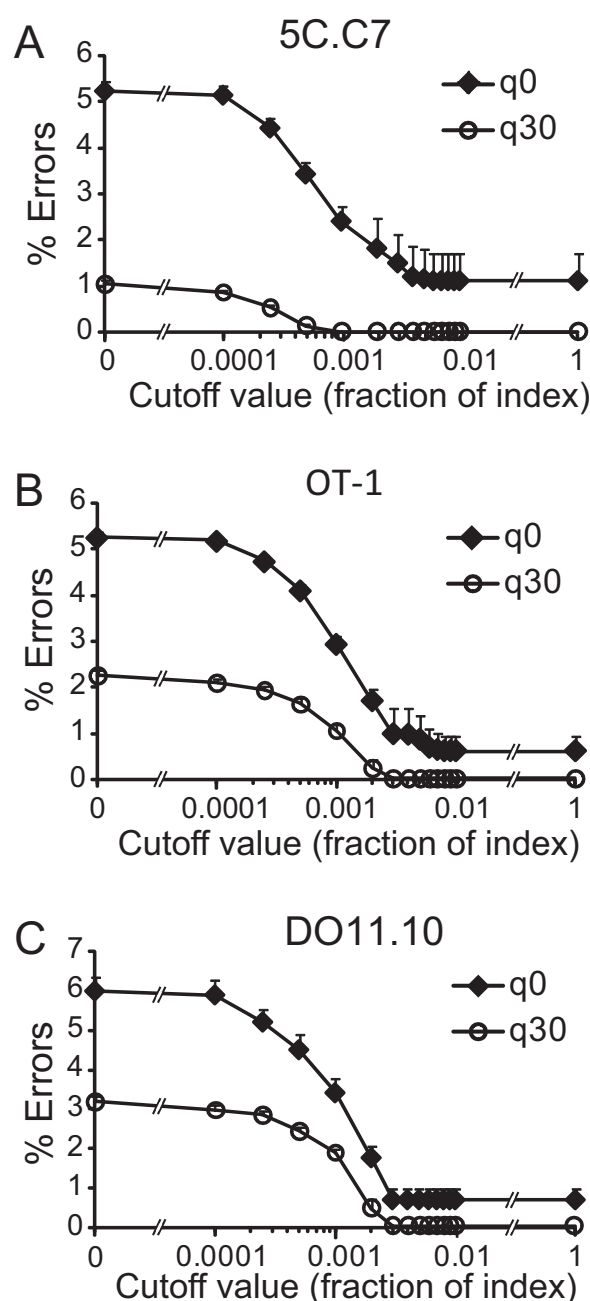 A
5C.C7
q0
q30
% Errors
6
5
4
3
2
1
0
0
0.0001
0.001
0.01
1
Cutoff value (fraction of index)
B
OT-1
q0
q30
% Errors
6
5
4
3
2
1
0
0
0.0001
0.001
0.01
1
Cutoff value (fraction of index)
C
DO11.10
q0
q30
% Errors
7
6
5
4
3
2
1
0
0
0.0001
0.001
0.01
1
Cutoff value (fraction of index)